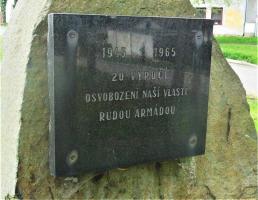 1945 1965
20 VÝROČÍ
OSVOBOZENÍ NAŠÍ VLASTI
RUDOU ARMÁDOU